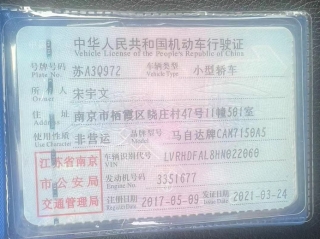 中华人民共和国机动车行驶证
Vehicle License of the People's Republic of China
号牌号码 苏A3Q972 车辆类型 小型轿车
Plate No. Vehicle Type
所有人 宋宇文
Owner
住址 南京市栖霞区晓庄村47号11幢501室
Address
使用性质 非营运 品牌型号 马自达牌CAM7150A5
Use Character Model
江苏省南京
市公安局
交通管理局
车辆识别代号 LVRHDFAL8HN022060
VIN
发动机号码 3351677
Engine No.
注册日期 2017-05-09 发证日期 2021-03-24
Register Date Issue Date